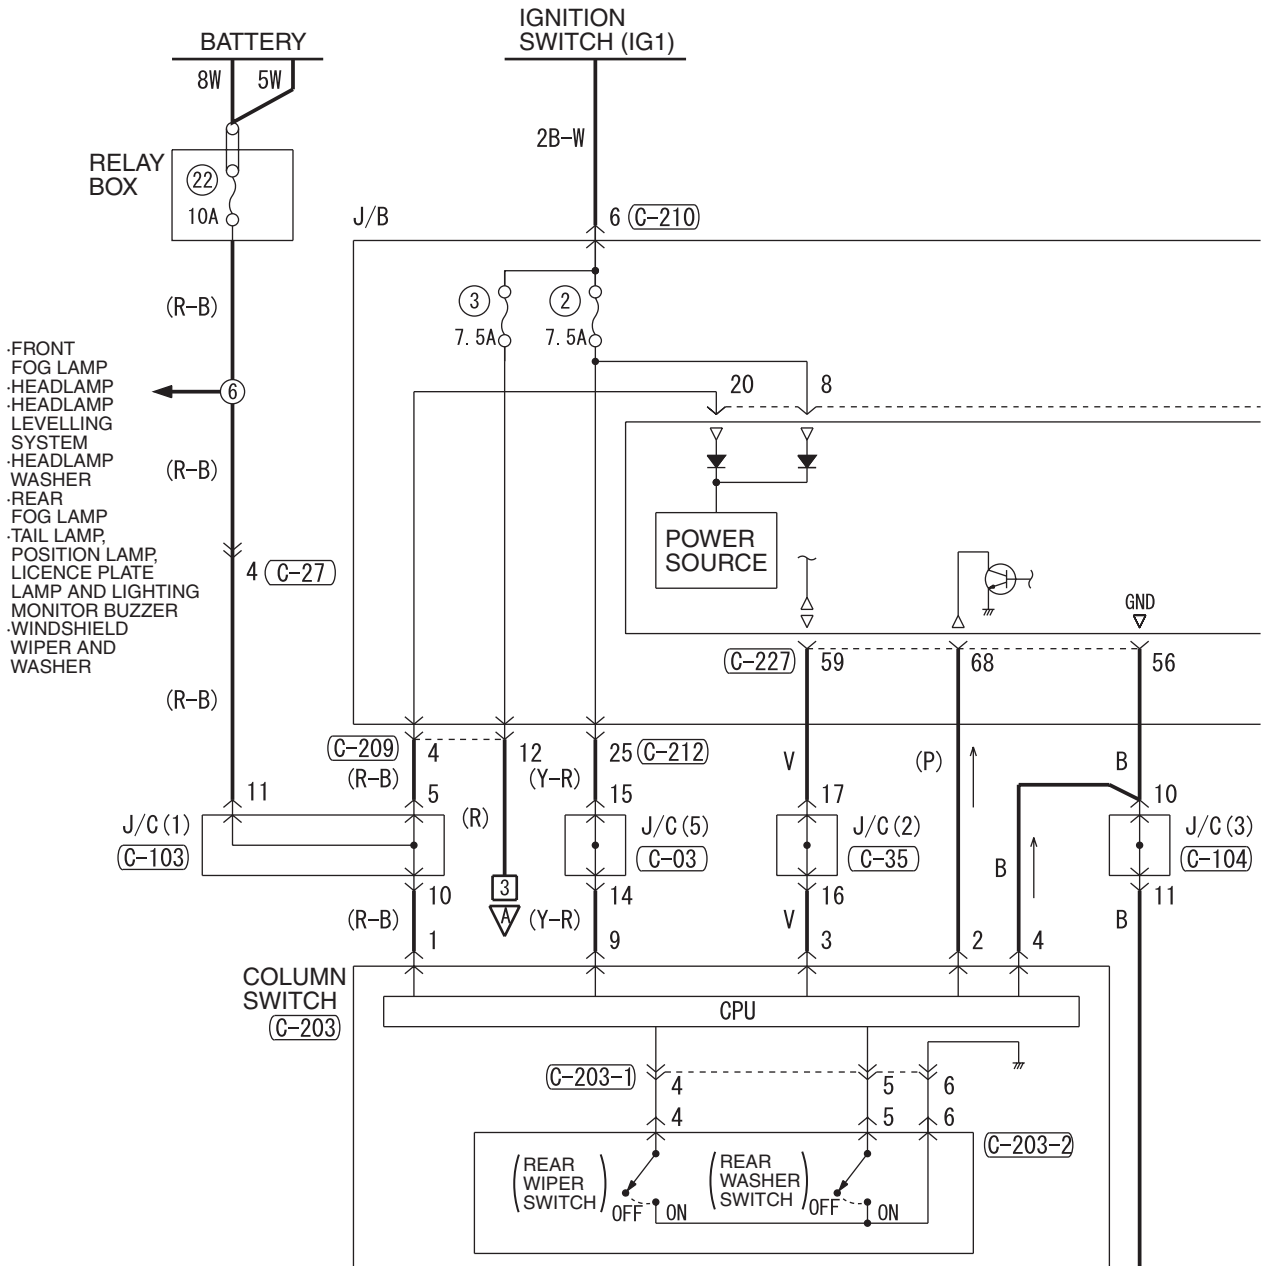 BATTERY
IGNITION
SWITCH (IG1)
8W
5W
2B-W
RELAY
BOX
22
10A
J/B
6
C-210
(R-B)
3
7.5A
2
7.5A
·FRONT
FOG LAMP
·HEADLAMP
·HEADLAMP
LEVELLING
SYSTEM
·HEADLAMP
WASHER
·REAR
FOG LAMP
·TAIL LAMP,
POSITION LAMP,
LICENCE PLATE
LAMP AND LIGHTING
MONITOR BUZZER
·WINDSHIELD
WIPER AND
WASHER
6
20
8
(R-B)
POWER
SOURCE
4
C-27
GND
C-227
59
68
56
(R-B)
C-209
4
12
25
C-212
(R-B)
(Y-R)
V
(P)
B
11
5
15
17
10
J/C(1)
C-103
(R)
J/C(5)
C-03
J/C(2)
C-35
B
J/C(3)
C-104
3
A
10
14
16
11
(R-B)
(Y-R)
V
B
1
9
3
2
4
COLUMN
SWITCH
C-203
CPU
C-203-1
4
5
6
4
5
6
C-203-2
(REAR
WIPER
SWITCH)
OFF
ON
(REAR
WASHER
SWITCH)
OFF
ON